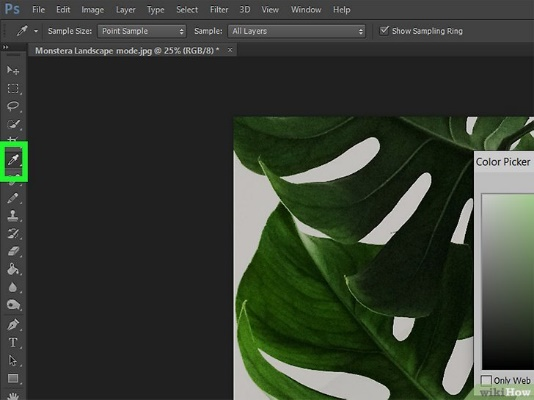 Ps File Edit Image Layer Type Select Filter 3D View Window Help
Sample Size: Point Sample Sample: All Layers Show Sampling Ring
Monstera Landscape mode.jpg @ 25% (RGB/8) * ×
Color Picker
T
Only Web
wikiHow